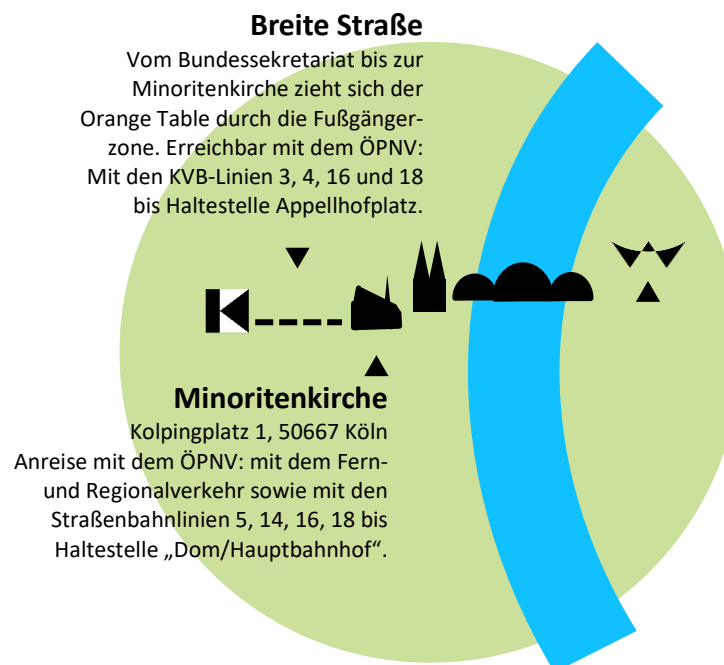 Breite Straße
Vom Bundessekretariat bis zur
Minoritenkirche zieht sich der
Orange Table durch die Fußgänger-
zone. Erreichbar mit dem ÖPNV:
Mit den KVB-Linien 3, 4, 16 und 18
bis Haltestelle Appellhofplatz.
Minoritenkirche
Kolpingplatz 1, 50667 Köln
Anreise mit dem ÖPNV: mit dem Fern-
und Regionalverkehr sowie mit den
Straßenbahnlinien 5, 14, 16, 18 bis
Haltestelle „Dom/Hauptbahnhof“.